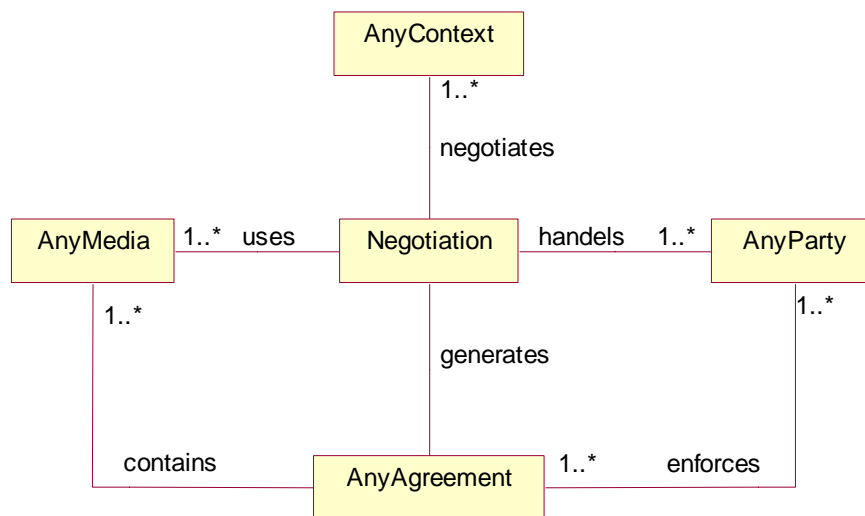 AnyContext
1..*
negotiates
AnyMedia
1..* uses
Negotiation
handels
1..*
AnyParty
1..*
1..*
generates
contains
AnyAgreement
1..*
enforces